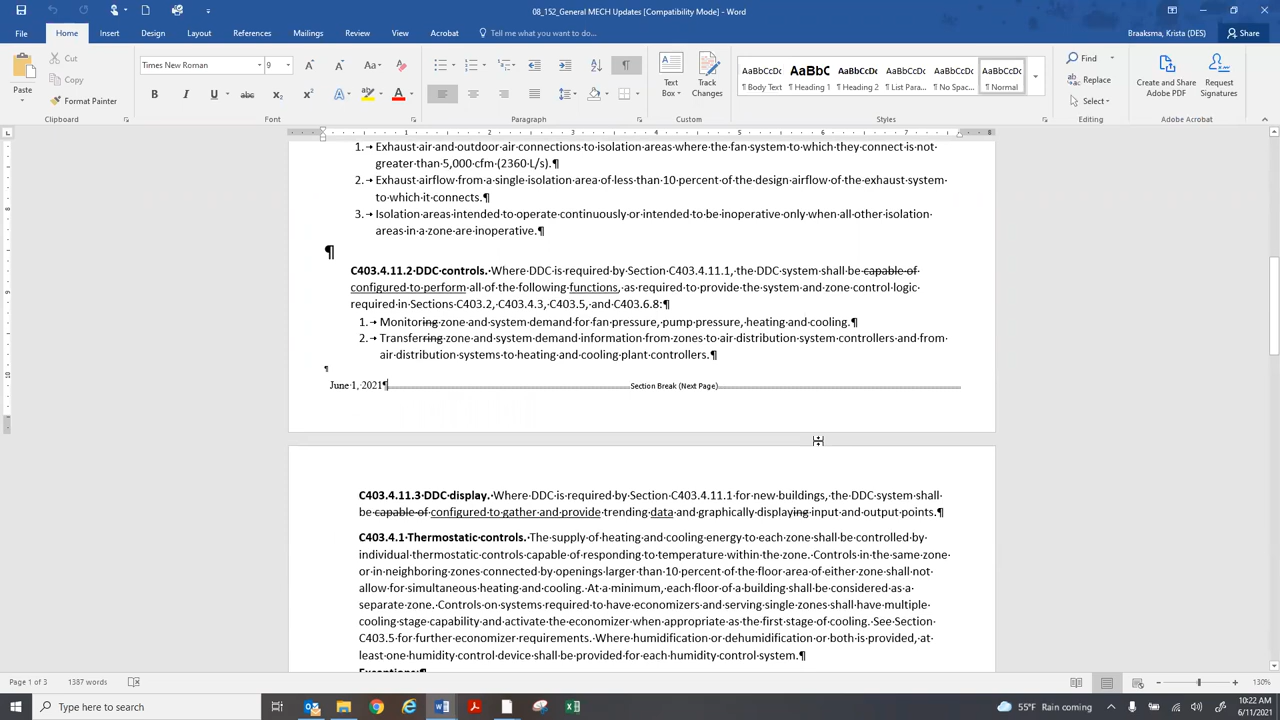 08_152_General MECH Updates [Compatibility Mode] - Word
Braaksma, Krista (DES)
File Home Insert Design Layout References Mailings Review View Acrobat Tell me what you want to do... Share
Paste Cut Copy Format Painter
Times New Roman 9
Text Box Track Changes
AaBbCcDc AaBbC AaBbCcDc AaBbCcDc AaBbCcDc AaBbCcDc
¶ Body Text ¶ Heading 1 ¶ Heading 2 ¶ List Para... ¶ No Spac... ¶ Normal
Find Replace Select
Create and Share Adobe PDF Request Signatures
Clipboard Font Paragraph Custom Styles Editing Adobe Acrobat
1 2 3 4 5 6 7 8
1. Exhaust air and outdoor air connections to isolation areas where the fan system to which they connect is not
greater than 5,000 cfm (2360 L/s).¶
2. Exhaust airflow from a single isolation area of less than 10 percent of the design airflow of the exhaust system
to which it connects.¶
3. Isolation areas intended to operate continuously or intended to be inoperative only when all other isolation
areas in a zone are inoperative.¶
¶
C403.4.11.2 DDC controls. Where DDC is required by Section C403.4.11.1, the DDC system shall be capable of
configured to perform all of the following functions, as required to provide the system and zone control logic
required in Sections C403.2, C403.4.3, C403.5, and C403.6.8:¶
1. Monitoring zone and system demand for fan pressure, pump pressure, heating and cooling.¶
2. Transferring zone and system demand information from zones to air distribution system controllers and from
air distribution systems to heating and cooling plant controllers.¶
¶
June 1, 2021¶ Section Break (Next Page)
C403.4.11.3 DDC display. Where DDC is required by Section C403.4.11.1 for new buildings, the DDC system shall
be capable of configured to gather and provide trending data and graphically displaying input and output points.¶
C403.4.1 Thermostatic controls. The supply of heating and cooling energy to each zone shall be controlled by
individual thermostatic controls capable of responding to temperature within the zone. Controls in the same zone
or in neighboring zones connected by openings larger than 10 percent of the floor area of either zone shall not
allow for simultaneous heating and cooling. At a minimum, each floor of a building shall be considered as a
separate zone. Controls on systems required to have economizers and serving single zones shall have multiple
cooling stage capability and activate the economizer when appropriate as the first stage of cooling. See Section
C403.5 for further economizer requirements. Where humidification or dehumidification or both is provided, at
least one humidity control device shall be provided for each humidity control system.¶
Exceptions:¶
Page 1 of 3 1387 words 130%
Type here to search
55°F Raining coming
10:22 AM
6/11/2021